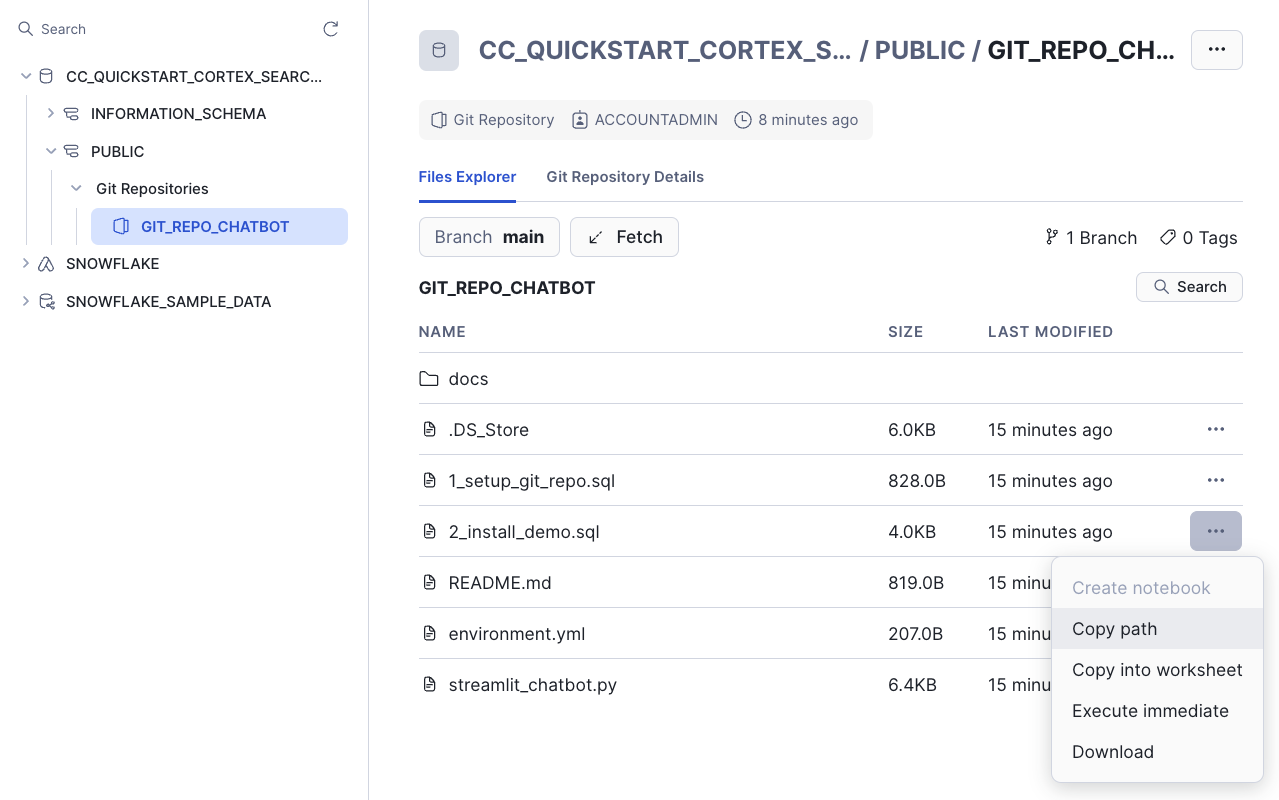 Search
CC_QUICKSTART_CORTEX_SEARC...
INFORMATION_SCHEMA
PUBLIC
Git Repositories
GIT_REPO_CHATBOT
SNOWFLAKE
SNOWFLAKE_SAMPLE_DATA
CC_QUICKSTART_CORTEX_S... / PUBLIC / GIT_REPO_CH...
Git Repository ACCOUNTADMIN 8 minutes ago
Files Explorer Git Repository Details
Branch main Fetch 1 Branch 0 Tags
GIT_REPO_CHATBOT Search
NAME SIZE LAST MODIFIED
docs
.DS_Store 6.0KB 15 minutes ago
1_setup_git_repo.sql 828.0B 15 minutes ago
2_install_demo.sql 4.0KB 15 minutes ago
README.md 819.0B 15 minu
environment.yml 207.0B 15 minu
streamlit_chatbot.py 6.4KB 15 minu
Create notebook
Copy path
Copy into worksheet
Execute immediate
Download